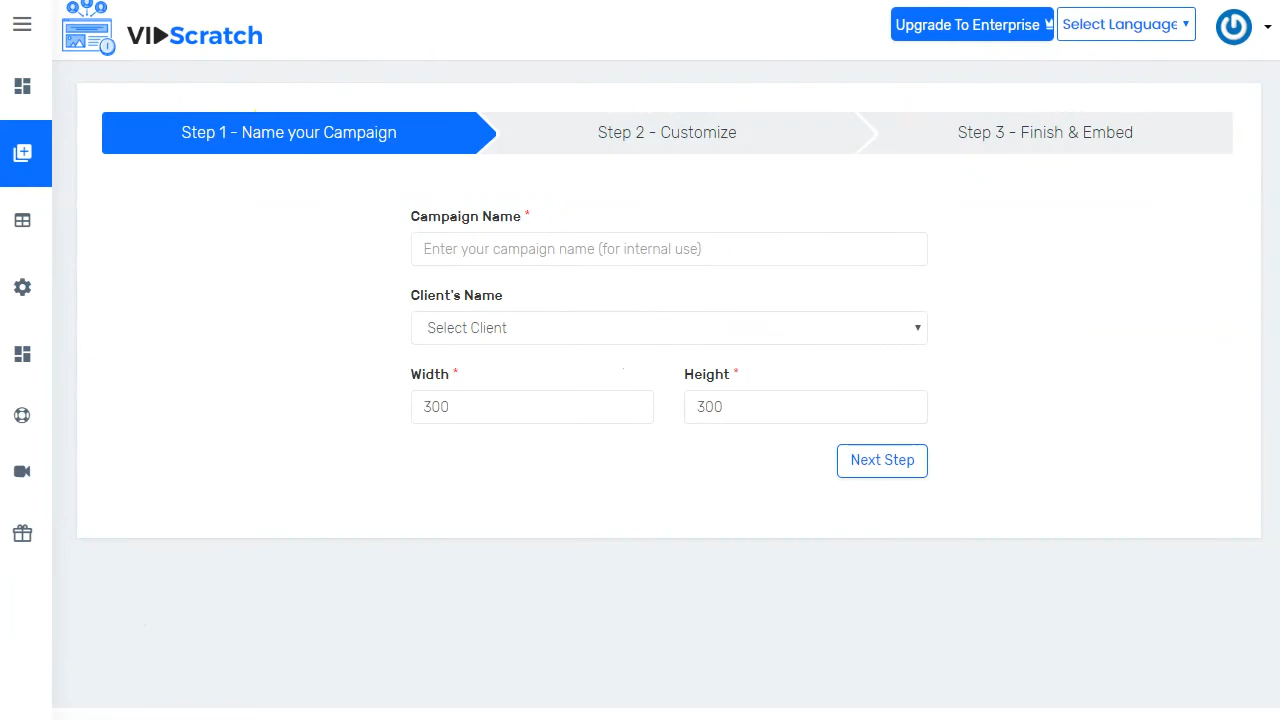 VIDScratch
Upgrade To Enterprise
Select Language
Step 1 - Name your Campaign
Step 2 - Customize
Step 3 - Finish & Embed
Campaign Name *
Enter your campaign name (for internal use)
Client's Name
Select Client
Width *
Height *
300
300
Next Step